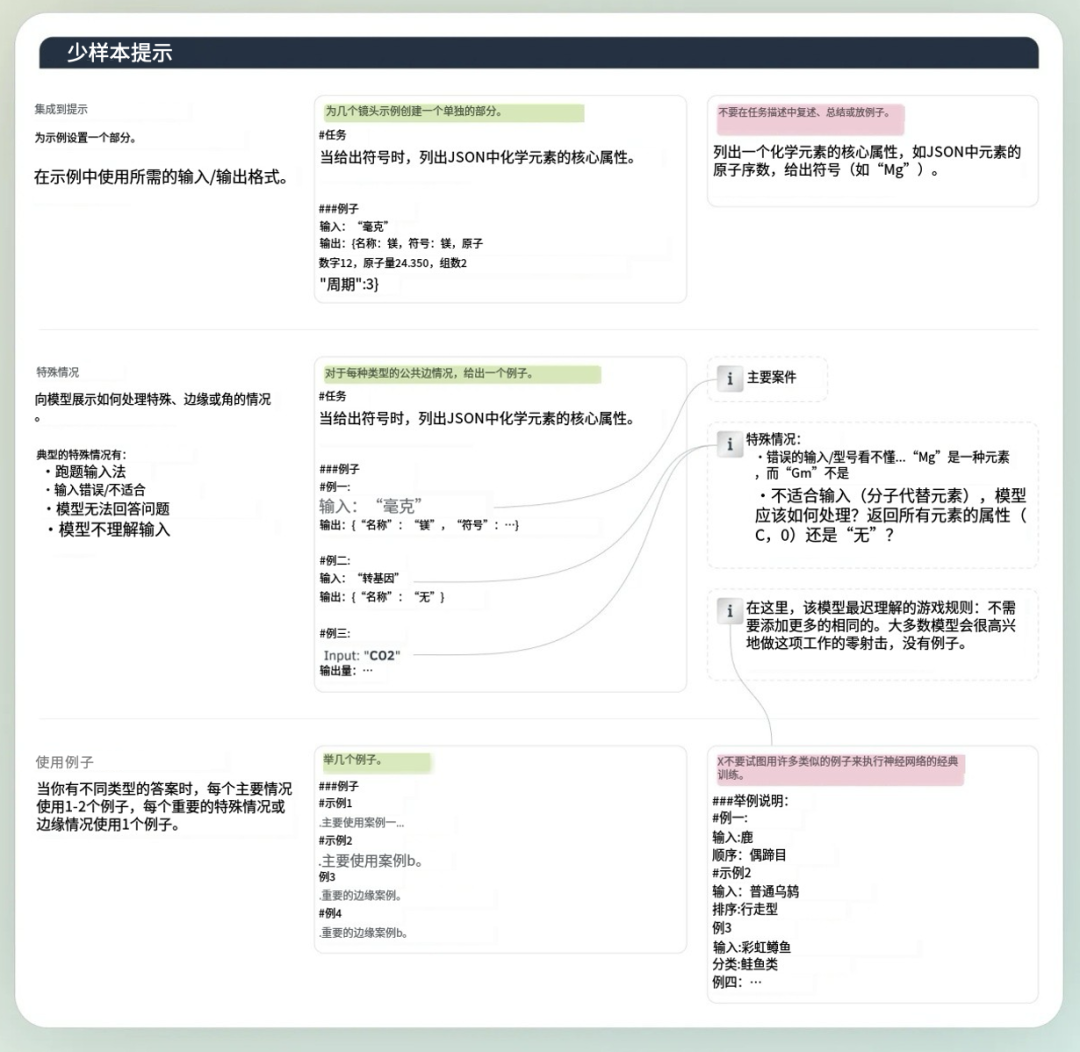 少样本提示
集成到提示
为示例设置一个部分。
在示例中使用所需的输入/输出格式。
为几个镜头示例创建一个单独的部分。
#任务
当给出符号时，列出JSON中化学元素的核心属性。
###例子
输入：“毫克”
输出：{名称：镁，符号：镁，原子
数字12，原子量24.350，组数2
"周期":3}
不要在任务描述中复述、总结或放例子。
列出一个化学元素的核心属性，如JSON中元素的
原子序数，给出符号（如“Mg”）。
特殊情况
向模型展示如何处理特殊、边缘或角的情况
。
典型的特殊情况有：
・跑题输入法
・输入错误/不适合
・模型无法回答问题
・模型不理解输入
对于每种类型的公共边情况，给出一个例子。
#任务
当给出符号时，列出JSON中化学元素的核心属性。
###例子
#例一:
输入：“毫克”
输出：{“名称”：“镁”，“符号”：…}
#例二:
输入：“转基因”
输出：{“名称”：“无”}
#例三:
Input: "CO2"
输出量：…
i 主要案件
i 特殊情况：
・错误的输入/型号看不懂...“Mg”是一种元素
，而“Gm”不是
・不适合输入（分子代替元素），模型
应该如何处理？返回所有元素的属性（
C，0）还是“无”？
i 在这里，该模型最迟理解的游戏规则：不需
要添加更多的相同的。大多数模型会很高兴
地做这项工作的零射击，没有例子。
使用例子
当你有不同类型的答案时，每个主要情况
使用1-2个例子，每个重要的特殊情况或
边缘情况使用1个例子。
举几个例子。
###例子
#示例1
.主要使用案例一...
#示例2
.主要使用案例b。
例3
.重要的边缘案例。
#例4
.重要的边缘案例b。
X不要试图用许多类似的例子来执行神经网络的经典
训练。
###举例说明：
#例一:
输入:鹿
顺序：偶蹄目
#示例2
输入：普通乌鸫
排序:行走型
例3
输入:彩虹鳟鱼
分类:鲑鱼类
例四：…